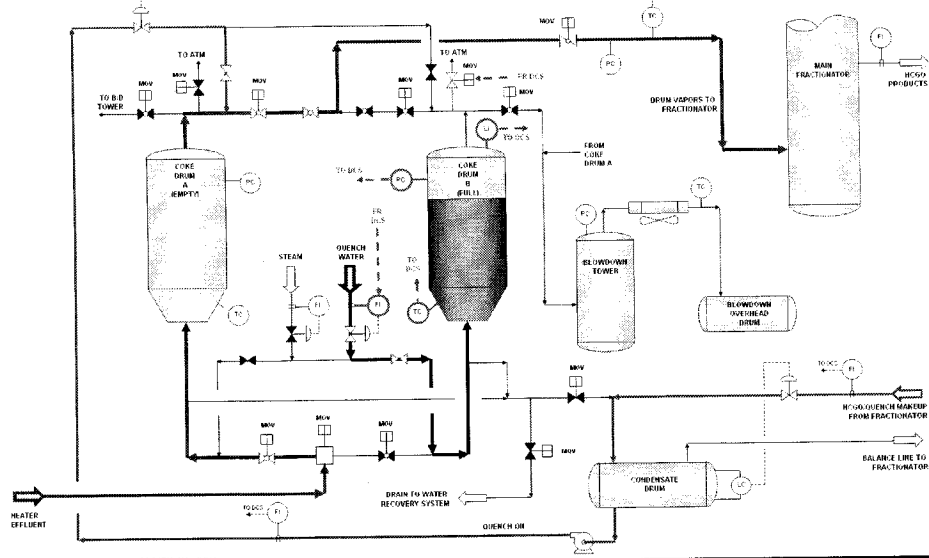 MOV
TC
TO ATM
MOV
TO ATM
MOV
FR DCS
PC
MAIN
FRACTIONATOR
FI
HCGO
PRODUCTS
TO B/D
TOWER
MOV
MOV
MOV
MOV
DRUM VAPORS TO
FRACTIONATOR
TO DCS
COKE
DRUM
A
(EMPTY)
PC
TO DCS
PC
COKE
DRUM
B
(FULL)
FROM
COKE
DRUM A
FR
DCS
STEAM
QUENCH
WATER
TO
DCS
PC
TC
BLOWDOWN
TOWER
BLOWDOWN
OVERHEAD
DRUM
TC
FI
FI
TC
MOV
TO DCS
FI
HCGO QUENCH MAKEUP
FROM FRACTIONATOR
MOV
MOV
MOV
MOV
BALANCE LINE TO
FRACTIONATOR
CONDENSATE
DRUM
LC
DRAIN TO WATER
RECOVERY SYSTEM
HEATER
EFFLUENT
TO DCS
FI
QUENCH OIL